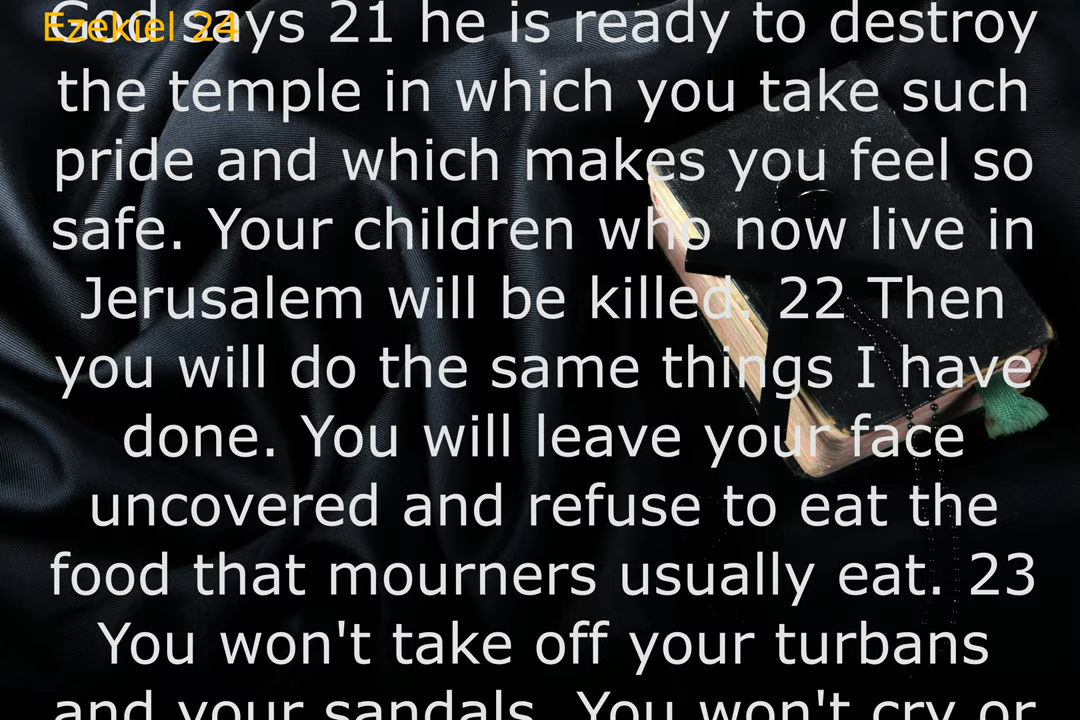 Ezekiel 24
God says 21 he is ready to destroy
the temple in which you take such
pride and which makes you feel so
safe. Your children who now live in
Jerusalem will be killed. 22 Then
you will do the same things I have
done. You will leave your face
uncovered and refuse to eat the
food that mourners usually eat. 23
You won't take off your turbans
and your sandals. You won't cry or